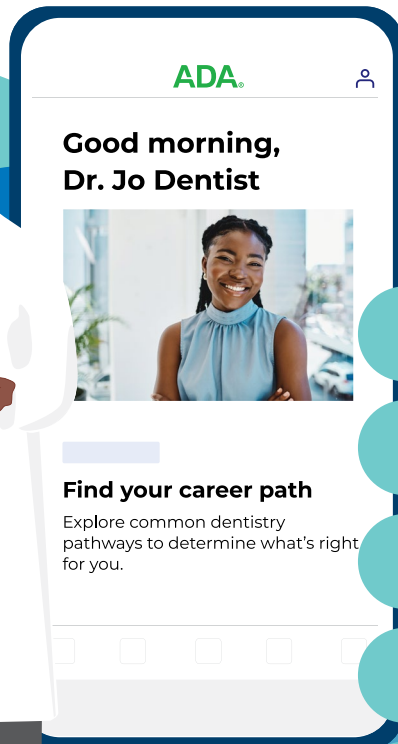 ADA®
Good morning,
Dr. Jo Dentist
Find your career path
Explore common dentistry
pathways to determine what's right
for you.